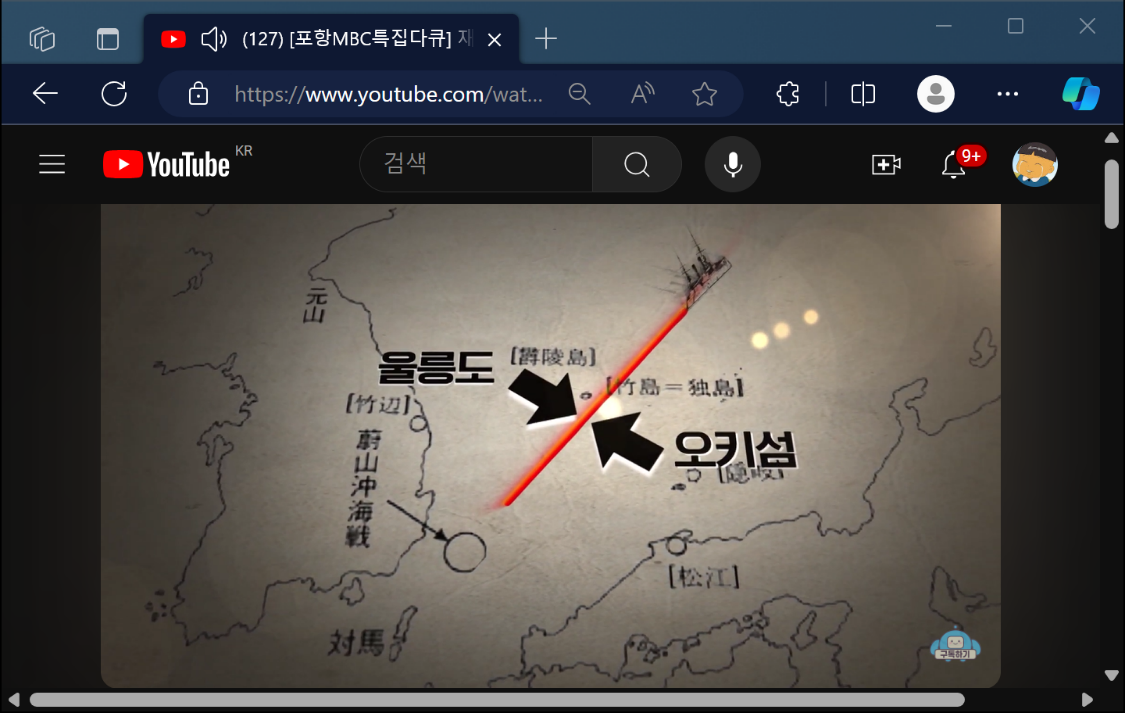 (127) [포항MBC특집다큐] 재
https://www.youtube.com/wat...
YouTube KR
검색
9+
元山
울릉도
[欝陵島]
[竹島=独島]
[竹辺]
오키섬
[隠岐]
蔚山沖海戦
[松江]
対馬
구독하기